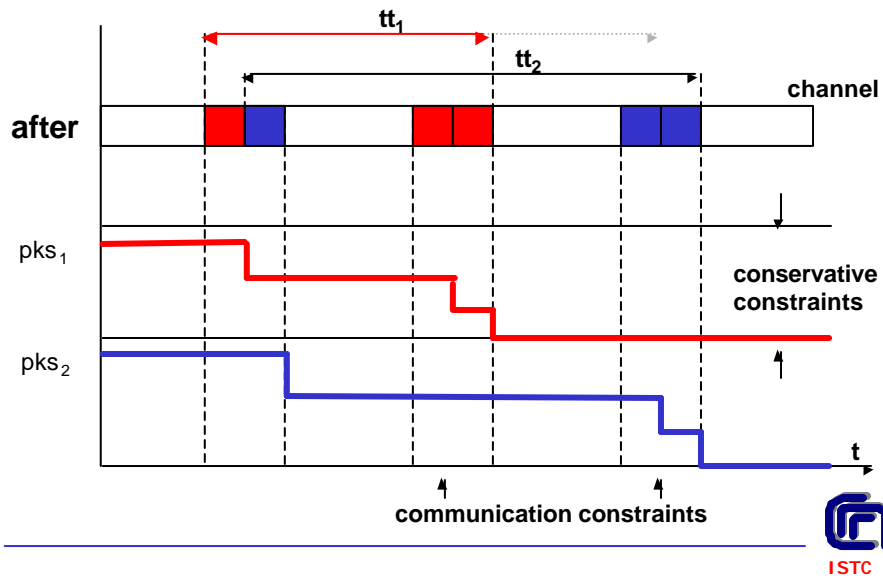 tt1
tt2
channel
after
pks1
conservative
constraints
pks2
t
communication constraints
ISTC